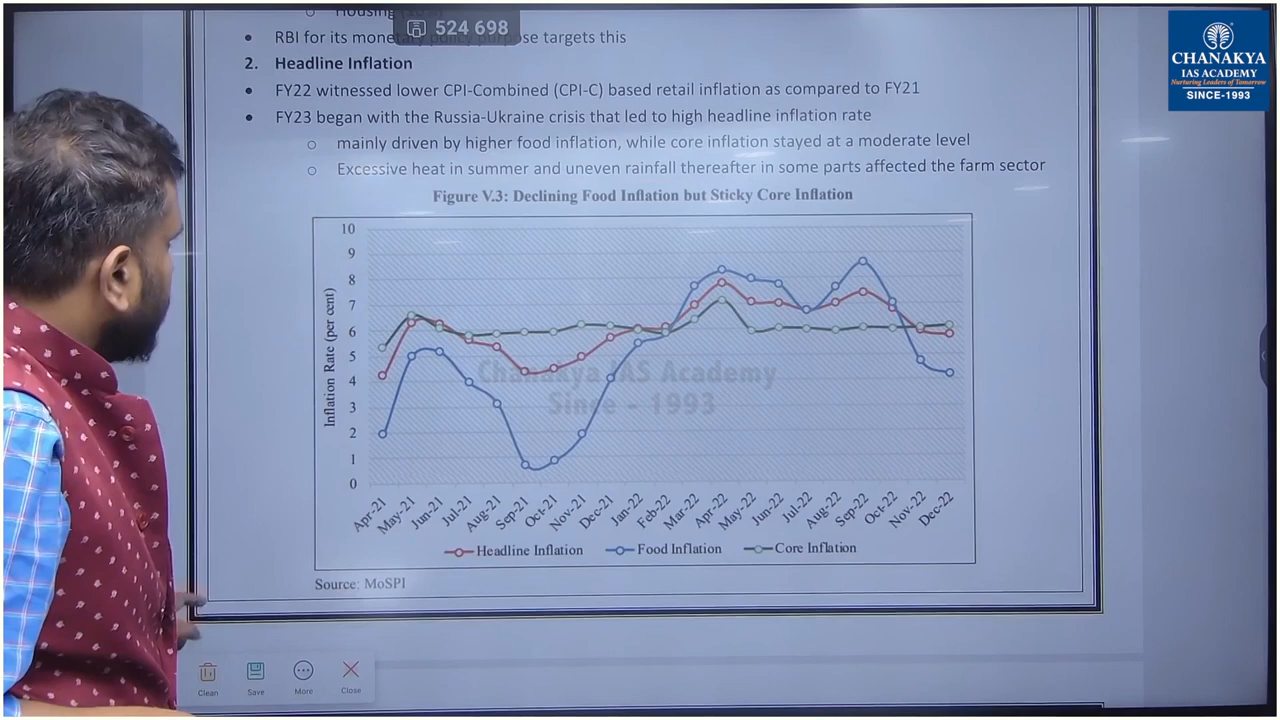 Housing
524 698
RBI for its monetary policy purpose targets this
2. Headline Inflation
FY22 witnessed lower CPI-Combined (CPI-C) based retail inflation as compared to FY21
FY23 began with the Russia-Ukraine crisis that led to high headline inflation rate
mainly driven by higher food inflation, while core inflation stayed at a moderate level
Excessive heat in summer and uneven rainfall thereafter in some parts affected the farm sector
Figure V.3: Declining Food Inflation but Sticky Core Inflation
10
9
8
7
6
5
4
3
2
1
0
Inflation Rate (per cent)
Chanakya IAS Academy
Since - 1993
Apr-21 May-21 Jun-21 Jul-21 Aug-21 Sep-21 Oct-21 Nov-21 Dec-21 Jan-22 Feb-22 Mar-22 Apr-22 May-22 Jun-22 Jul-22 Aug-22 Sep-22 Oct-22 Nov-22 Dec-22
Headline Inflation Food Inflation Core Inflation
Source: MoSPI
Clean Save More Close
CHANAKYA
IAS ACADEMY
Nurturing Leaders of Tomorrow
SINCE-1993